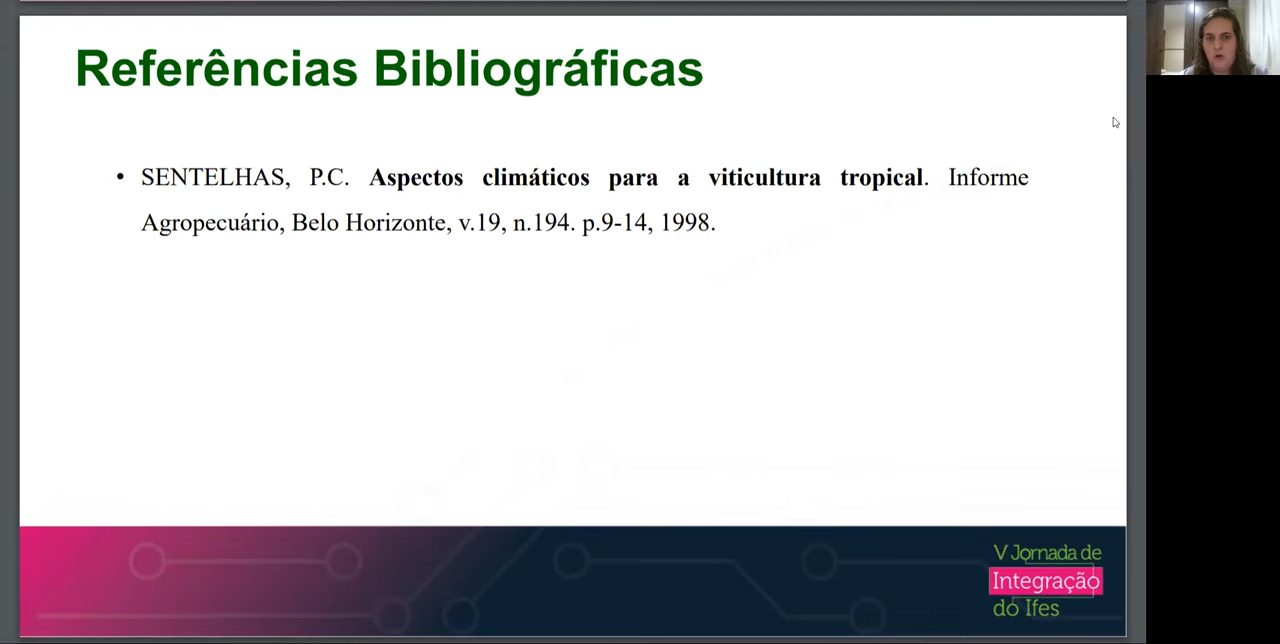 Referências Bibliográficas
• SENTELHAS, P.C. Aspectos climáticos para a viticultura tropical. Informe
Agropecuário, Belo Horizonte, v.19, n.194. p.9-14, 1998.
V Jornada de
Integração
do Ifes